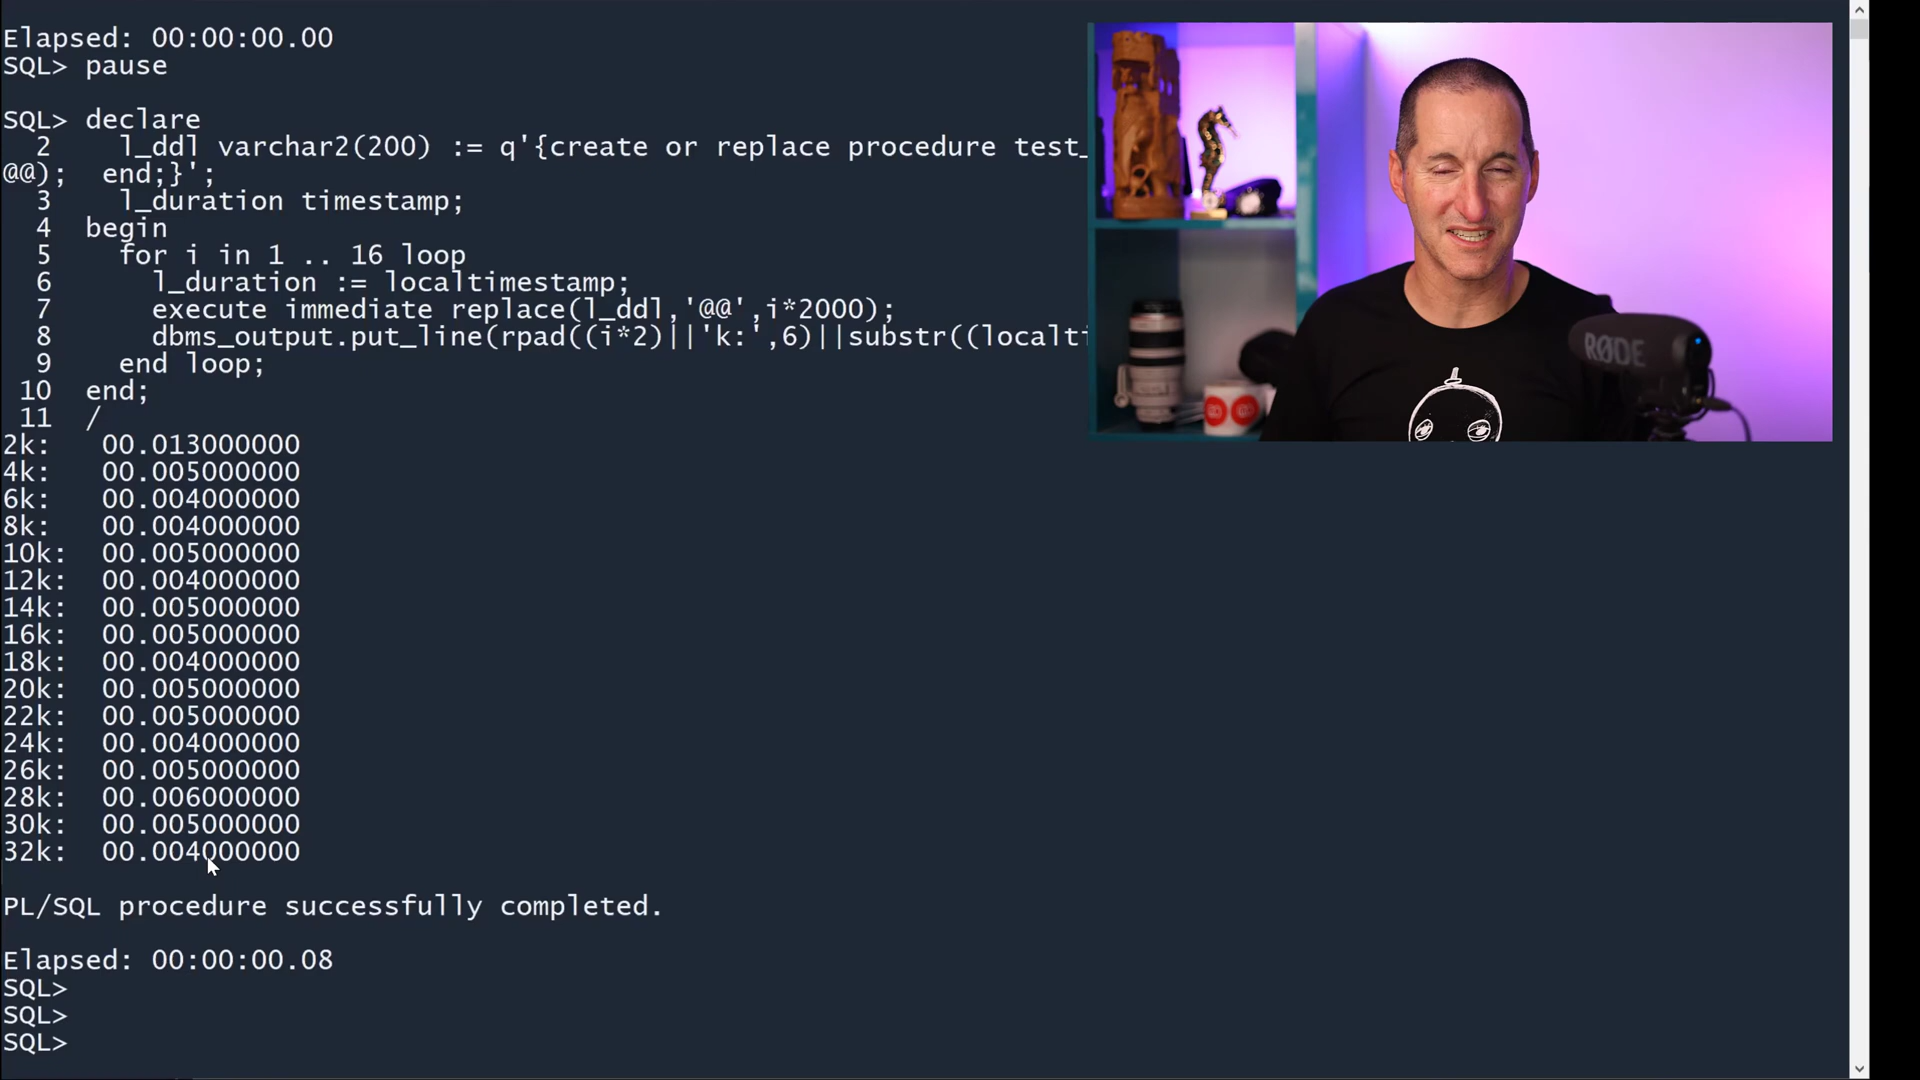 Elapsed: 00:00:00.00
SQL> pause
SQL> declare
2 l_ddl varchar2(200) := q'{create or replace procedure test_
@@); end;}';
3 l_duration timestamp;
4 begin
5 for i in 1 .. 16 loop
6 l_duration := localtimestamp;
7 execute immediate replace(l_ddl,'@@',i*2000);
8 dbms_output.put_line(rpad((i*2)||'k:',6)||substr((localti
9 end loop;
10 end;
11 /
2k: 00.013000000
4k: 00.005000000
6k: 00.004000000
8k: 00.004000000
10k: 00.005000000
12k: 00.004000000
14k: 00.005000000
16k: 00.005000000
18k: 00.004000000
20k: 00.005000000
22k: 00.005000000
24k: 00.004000000
26k: 00.005000000
28k: 00.006000000
30k: 00.005000000
32k: 00.004000000
PL/SQL procedure successfully completed.
Elapsed: 00:00:00.08
SQL>
SQL>
SQL>
RØDE